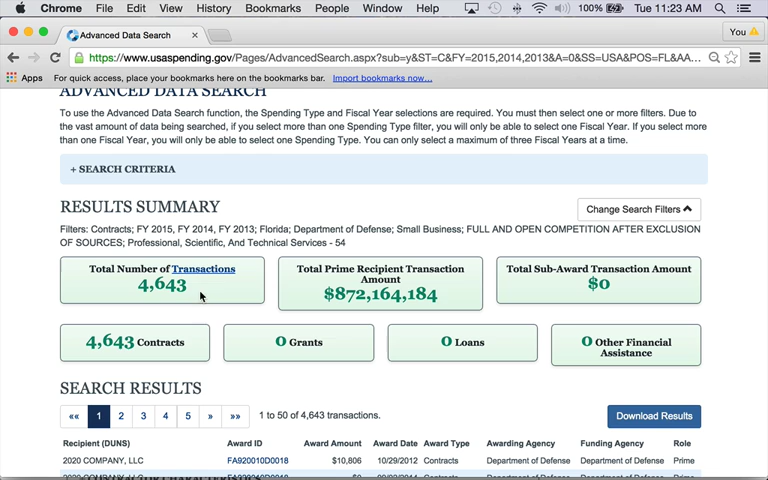 Chrome File Edit View History Bookmarks People Window Help 100% Tue 11:23 AM
Advanced Data Search You
https://www.usaspending.gov/Pages/AdvancedSearch.aspx?sub=y&ST=C&FY=2015,2014,2013&A=0&SS=USA&POS=FL&AA...
Apps For quick access, place your bookmarks here on the bookmarks bar. Import bookmarks now...
ADVANCED DATA SEARCH
To use the Advanced Data Search function, the Spending Type and Fiscal Year selections are required. You must then select one or more filters. Due to
the vast amount of data being searched, if you select more than one Spending Type filter, you will only be able to select one Fiscal Year. If you select more
than one Fiscal Year, you will only be able to select one Spending Type. You can only select a maximum of three Fiscal Years at a time.
+ SEARCH CRITERIA
RESULTS SUMMARY
Change Search Filters
Filters: Contracts; FY 2015, FY 2014, FY 2013; Florida; Department of Defense; Small Business; FULL AND OPEN COMPETITION AFTER EXCLUSION
OF SOURCES; Professional, Scientific, And Technical Services - 54
Total Number of Transactions
4,643
Total Prime Recipient Transaction
Amount
$872,164,184
Total Sub-Award Transaction Amount
$0
4,643 Contracts
0 Grants
0 Loans
0 Other Financial
Assistance
SEARCH RESULTS
«« 1 2 3 4 5 » »» 1 to 50 of 4,643 transactions.
Download Results
Recipient (DUNS) Award ID Award Amount Award Date Award Type Awarding Agency Funding Agency Role
2020 COMPANY, LLC FA920010D0018 $10,806 10/29/2012 Contracts Department of Defense Department of Defense Prime